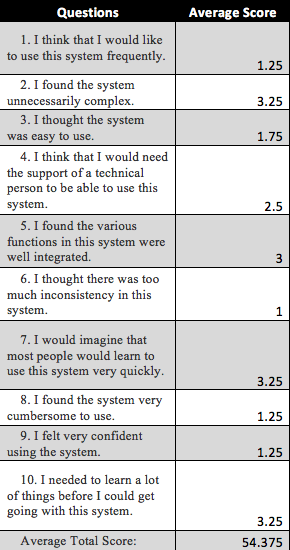 Questions Average Score
1. I think that I would like
to use this system frequently.
1.25
2. I found the system
unnecessarily complex.
3.25
3. I thought the system
was easy to use.
1.75
4. I think that I would need
the support of a technical
person to be able to use this
system.
2.5
5. I found the various
functions in this system were
well integrated.
3
6. I thought there was too
much inconsistency in this
system.
1
7. I would imagine that
most people would learn to
use this system very quickly.
3.25
8. I found the system very
cumbersome to use.
1.25
9. I felt very confident
using the system.
1.25
10. I needed to learn a lot
of things before I could get
going with this system.
3.25
Average Total Score: 54.375